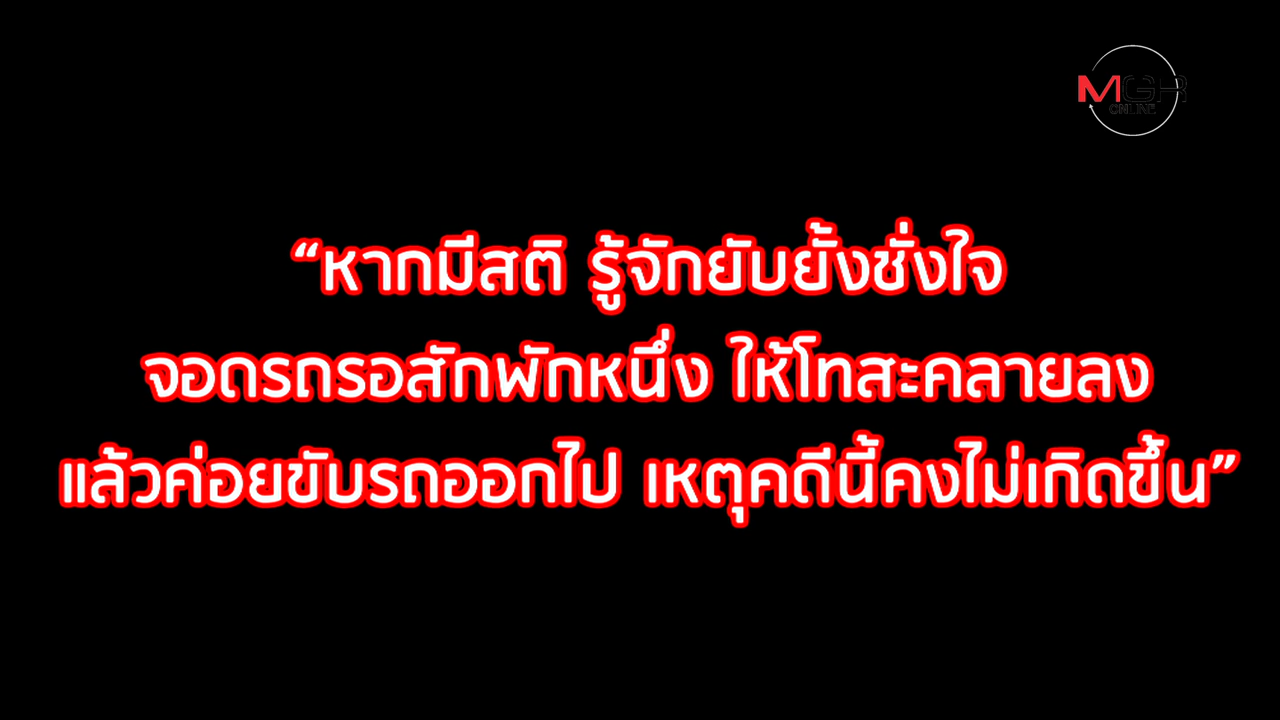 MGR
ONLINE
“หากมีสติ รู้จักยับยั้งชั่งใจ
จอดรถรอสักพักหนึ่ง ให้โทสะคลายลง
แล้วค่อยขับรถออกไป เหตุคดีนี้คงไม่เกิดขึ้น”